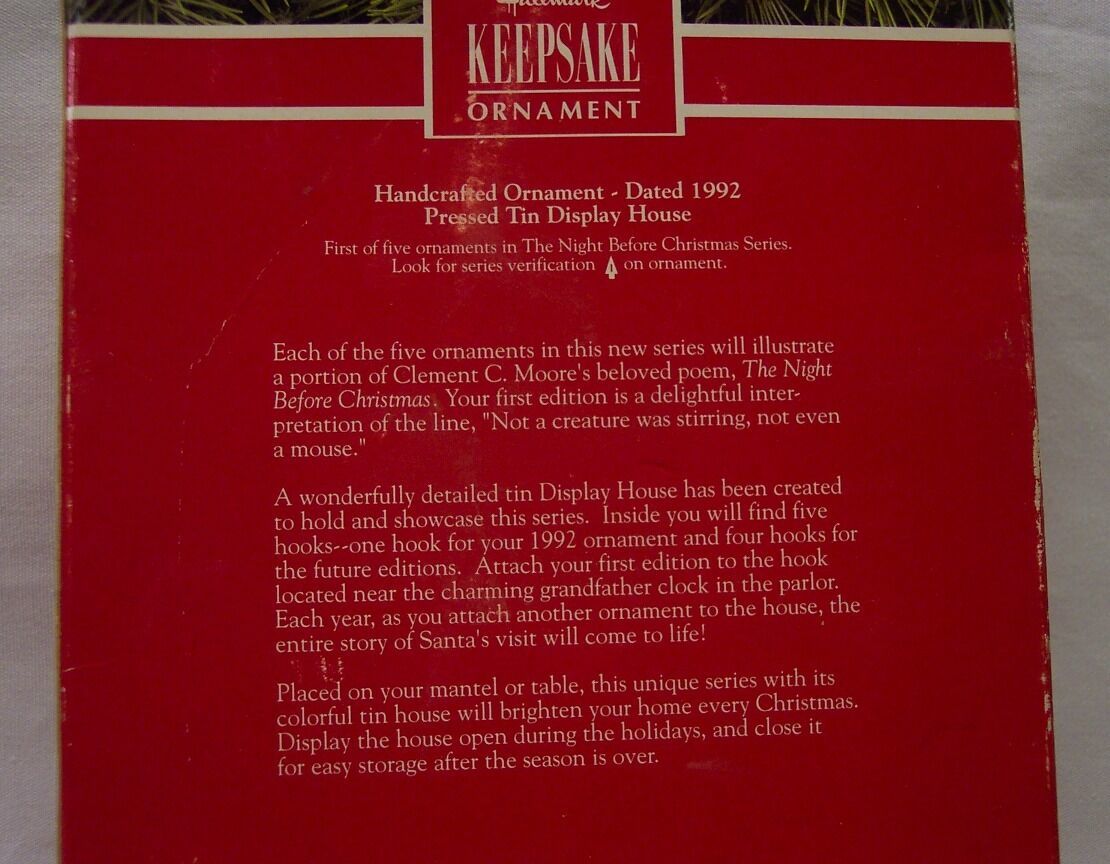 Hallmark
KEEPSAKE
ORNAMENT
Handcrafted Ornament - Dated 1992
Pressed Tin Display House
First of five ornaments in The Night Before Christmas Series.
Look for series verification on ornament.
Each of the five ornaments in this new series will illustrate
a portion of Clement C. Moore's beloved poem, The Night
Before Christmas. Your first edition is a delightful inter-
pretation of the line, "Not a creature was stirring, not even
a mouse."
A wonderfully detailed tin Display House has been created
to hold and showcase this series. Inside you will find five
hooks--one hook for your 1992 ornament and four hooks for
the future editions. Attach your first edition to the hook
located near the charming grandfather clock in the parlor.
Each year, as you attach another ornament to the house, the
entire story of Santa's visit will come to life!
Placed on your mantel or table, this unique series with its
colorful tin house will brighten your home every Christmas.
Display the house open during the holidays, and close it
for easy storage after the season is over.